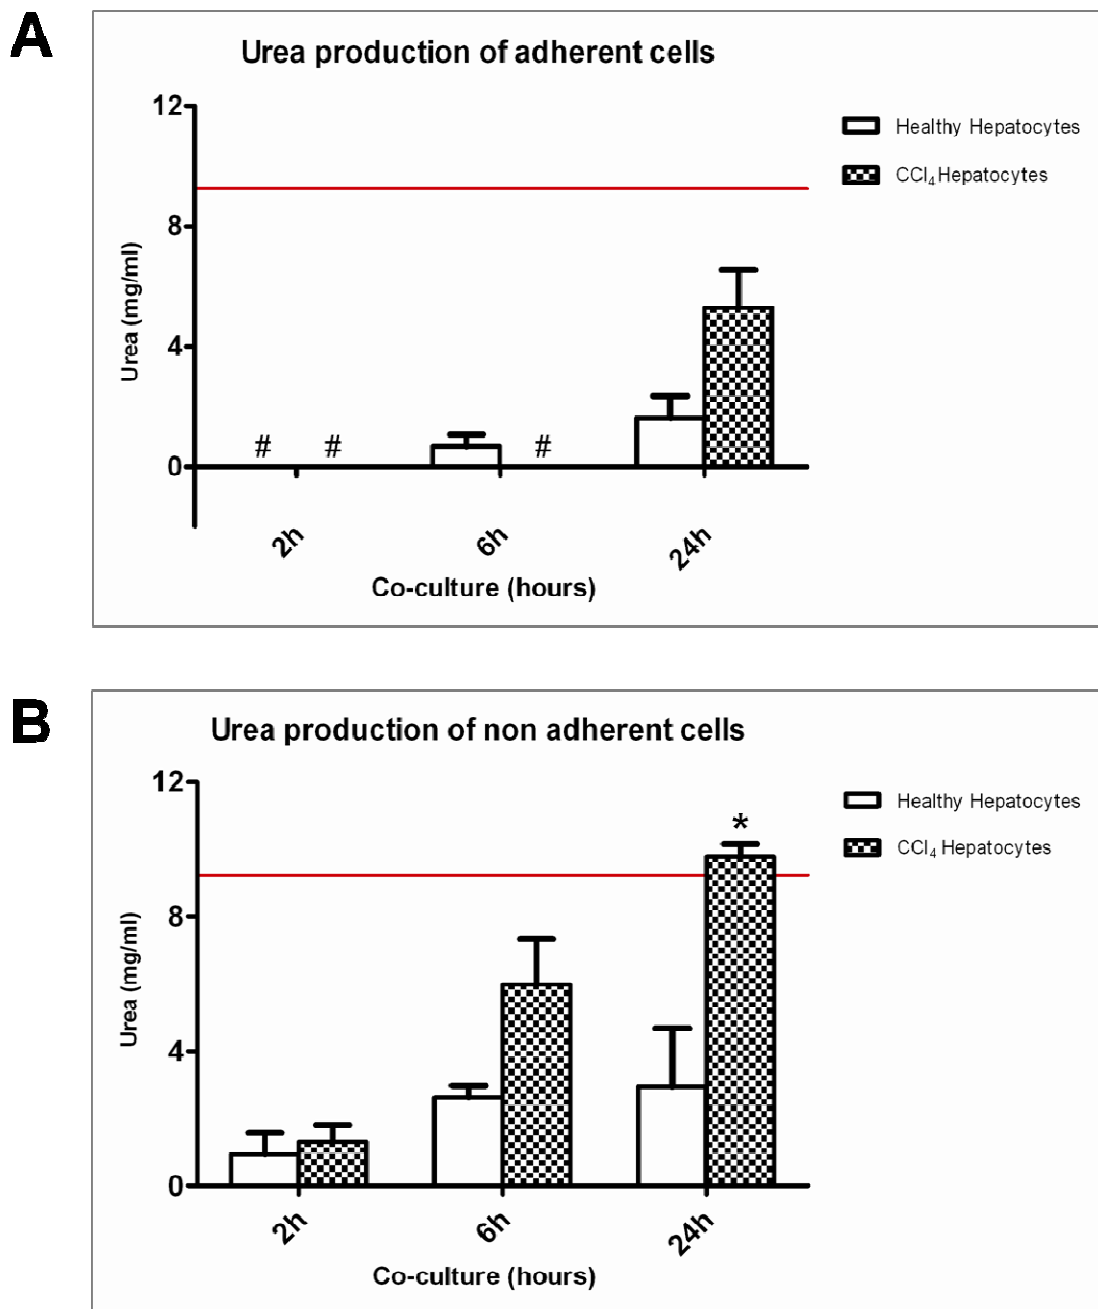 A
Urea production of adherent cells
12
8
4
0
Urea (mg/ml)
Healthy Hepatocytes
CCl₄Hepatocytes
# # #
2h 6h 24h
Co-culture (hours)
B
Urea production of non adherent cells
12
8
4
0
Urea (mg/ml)
Healthy Hepatocytes
CCl₄ Hepatocytes
*
2h 6h 24h
Co-culture (hours)